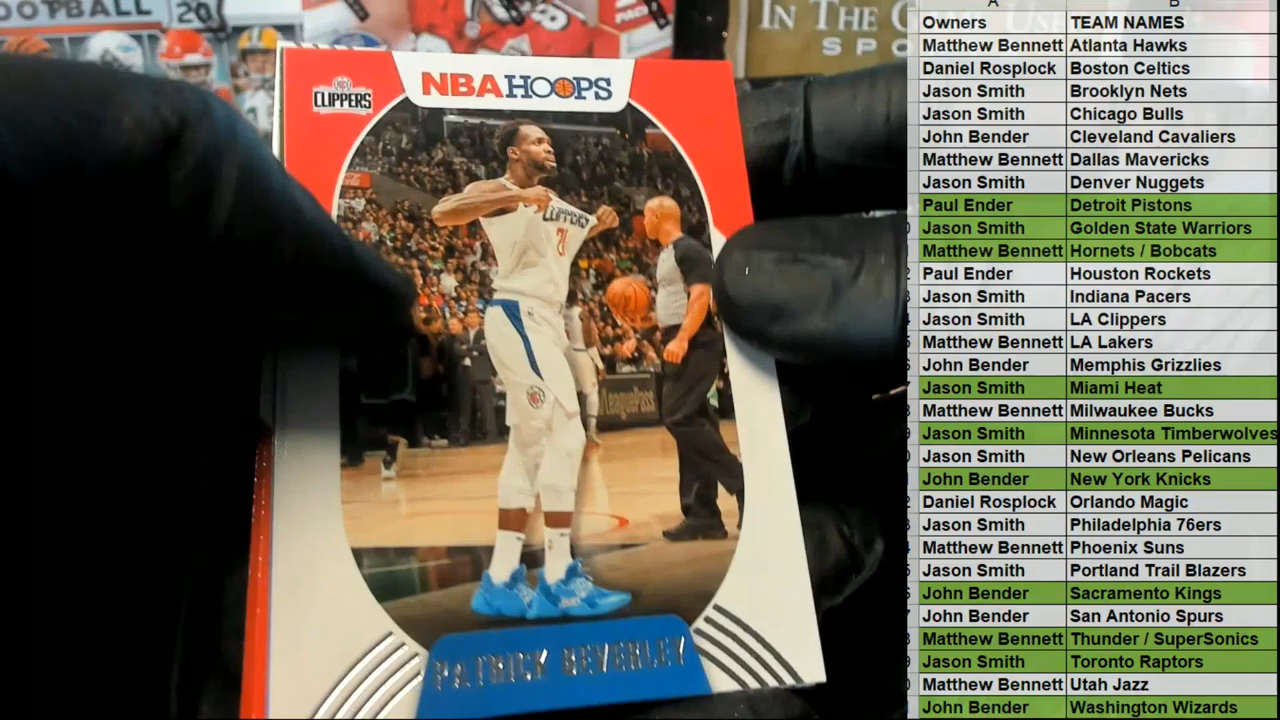 OOTBALL 20
PACK
IN THE G
SPO
CLIPPERS
NBA HOOPS
CLIPPERS
21
LeaguePass
PATRICK BEVERLEY
A B
Owners TEAM NAMES
Matthew Bennett Atlanta Hawks
Daniel Rosplock Boston Celtics
Jason Smith Brooklyn Nets
Jason Smith Chicago Bulls
John Bender Cleveland Cavaliers
Matthew Bennett Dallas Mavericks
Jason Smith Denver Nuggets
Paul Ender Detroit Pistons
Jason Smith Golden State Warriors
Matthew Bennett Hornets / Bobcats
Paul Ender Houston Rockets
Jason Smith Indiana Pacers
Jason Smith LA Clippers
Matthew Bennett LA Lakers
John Bender Memphis Grizzlies
Jason Smith Miami Heat
Matthew Bennett Milwaukee Bucks
Jason Smith Minnesota Timberwolves
Jason Smith New Orleans Pelicans
John Bender New York Knicks
Daniel Rosplock Orlando Magic
Jason Smith Philadelphia 76ers
Matthew Bennett Phoenix Suns
Jason Smith Portland Trail Blazers
John Bender Sacramento Kings
John Bender San Antonio Spurs
Matthew Bennett Thunder / SuperSonics
Jason Smith Toronto Raptors
Matthew Bennett Utah Jazz
John Bender Washington Wizards